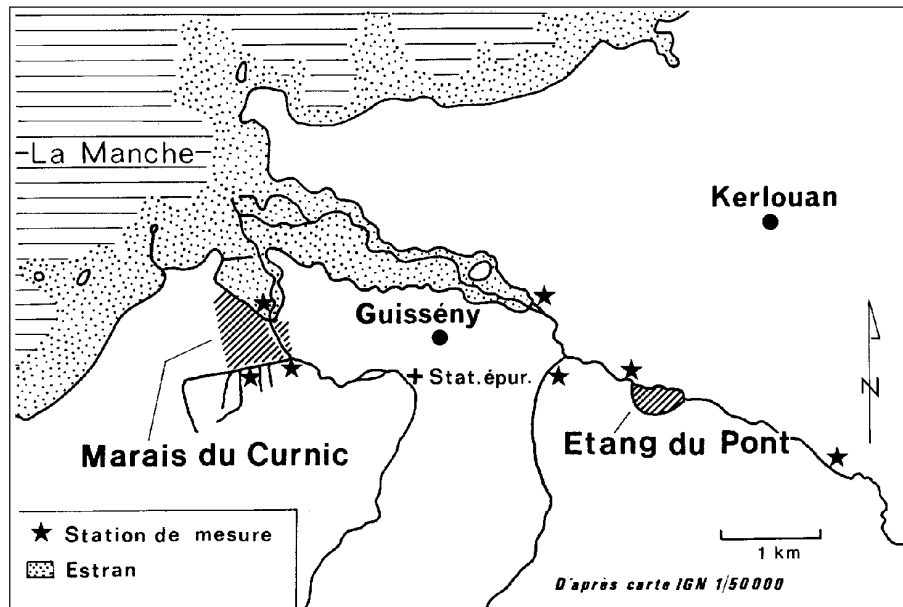 La Manche
Kerlouan
Guissény
Stat. épur.
N
Marais du Curnic
Etang du Pont
Station de mesure
Estran
1 km
D'après carte IGN 1/50000